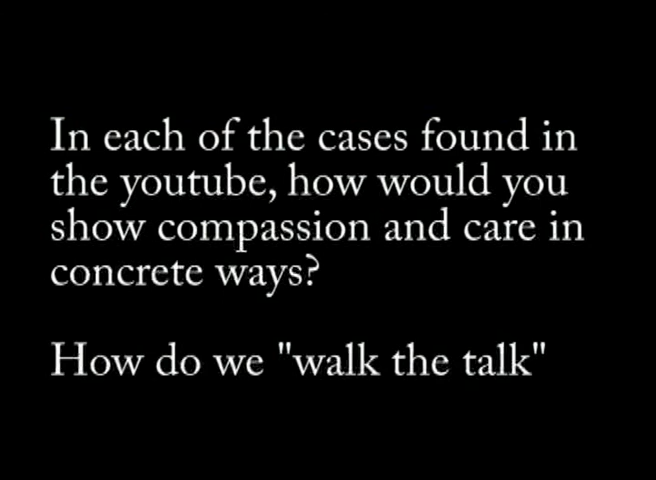 In each of the cases found in
the youtube, how would you
show compassion and care in
concrete ways?
How do we "walk the talk"